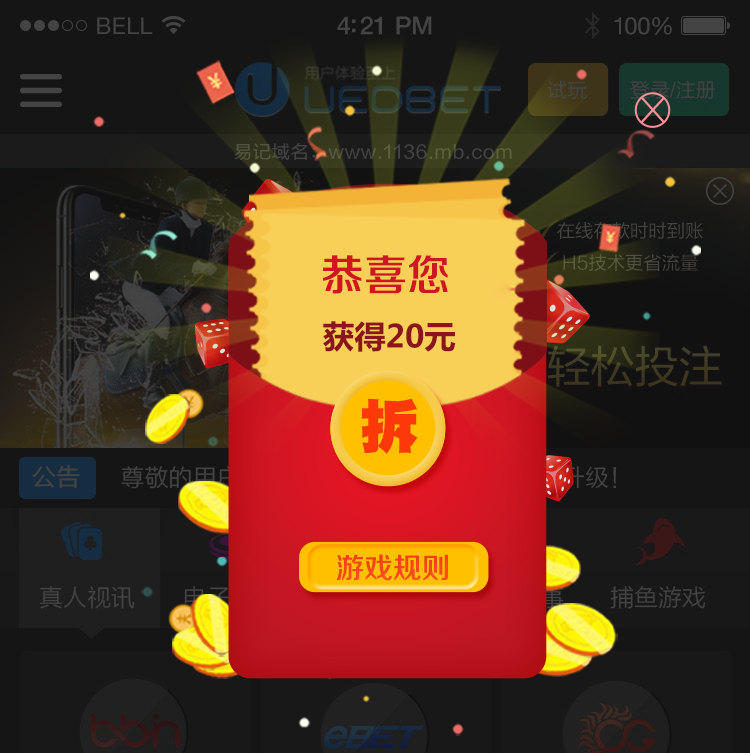 BELL
4:21 PM
100%
用户体验至上
UEDBET
试玩
登录/注册
易记域名：www.1136.mb.com
在线存款时时到账
H5技术更省流量
轻松投注
恭喜您
获得20元
拆
游戏规则
公告
尊敬的用户
升级！
真人视讯
电子
事
捕鱼游戏
bbin
eBET
CG